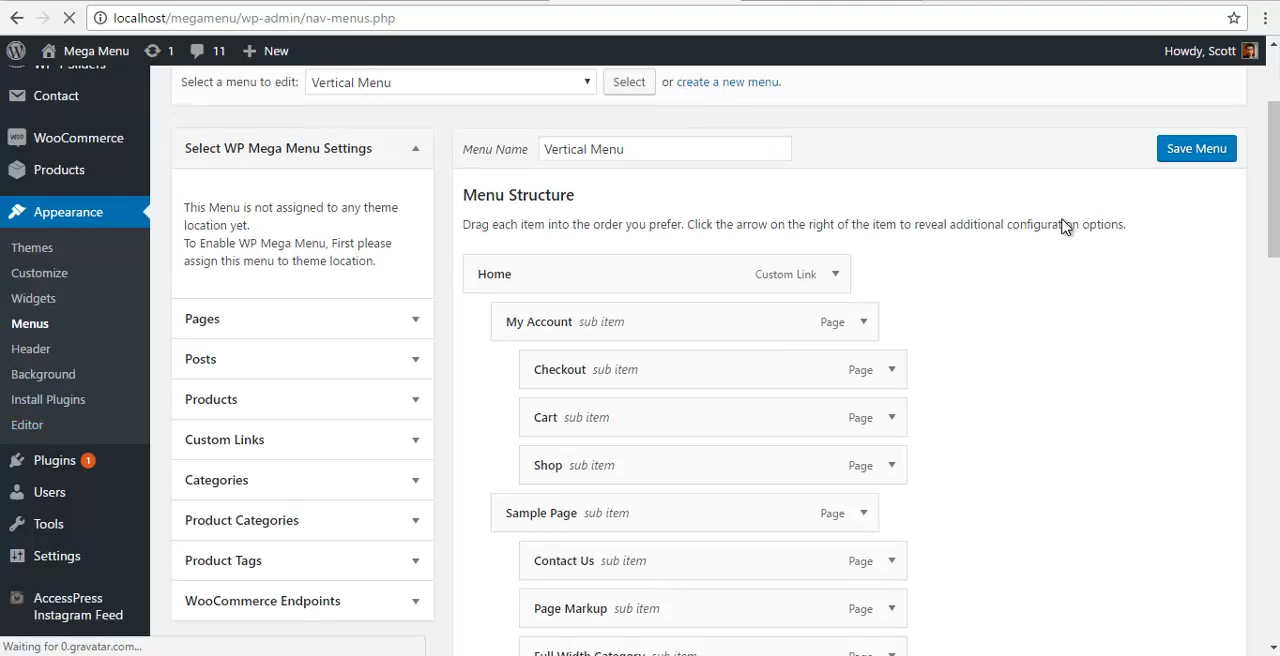 localhost/megamenu/wp-admin/nav-menus.php
Mega Menu 1 11 New Howdy, Scott
Contact
WooCommerce
Products
Appearance
Themes
Customize
Widgets
Menus
Header
Background
Install Plugins
Editor
Plugins 1
Users
Tools
Settings
AccessPress
Instagram Feed
Select a menu to edit: Vertical Menu Select or create a new menu.
Select WP Mega Menu Settings
This Menu is not assigned to any theme
location yet.
To Enable WP Mega Menu, First please
assign this menu to theme location.
Pages
Posts
Products
Custom Links
Categories
Product Categories
Product Tags
WooCommerce Endpoints
Menu Name Vertical Menu Save Menu
Menu Structure
Drag each item into the order you prefer. Click the arrow on the right of the item to reveal additional configuration options.
Home Custom Link
My Account sub item Page
Checkout sub item Page
Cart sub item Page
Shop sub item Page
Sample Page sub item Page
Contact Us sub item Page
Page Markup sub item Page
Full Width Category sub item Page
Waiting for 0.gravatar.com...